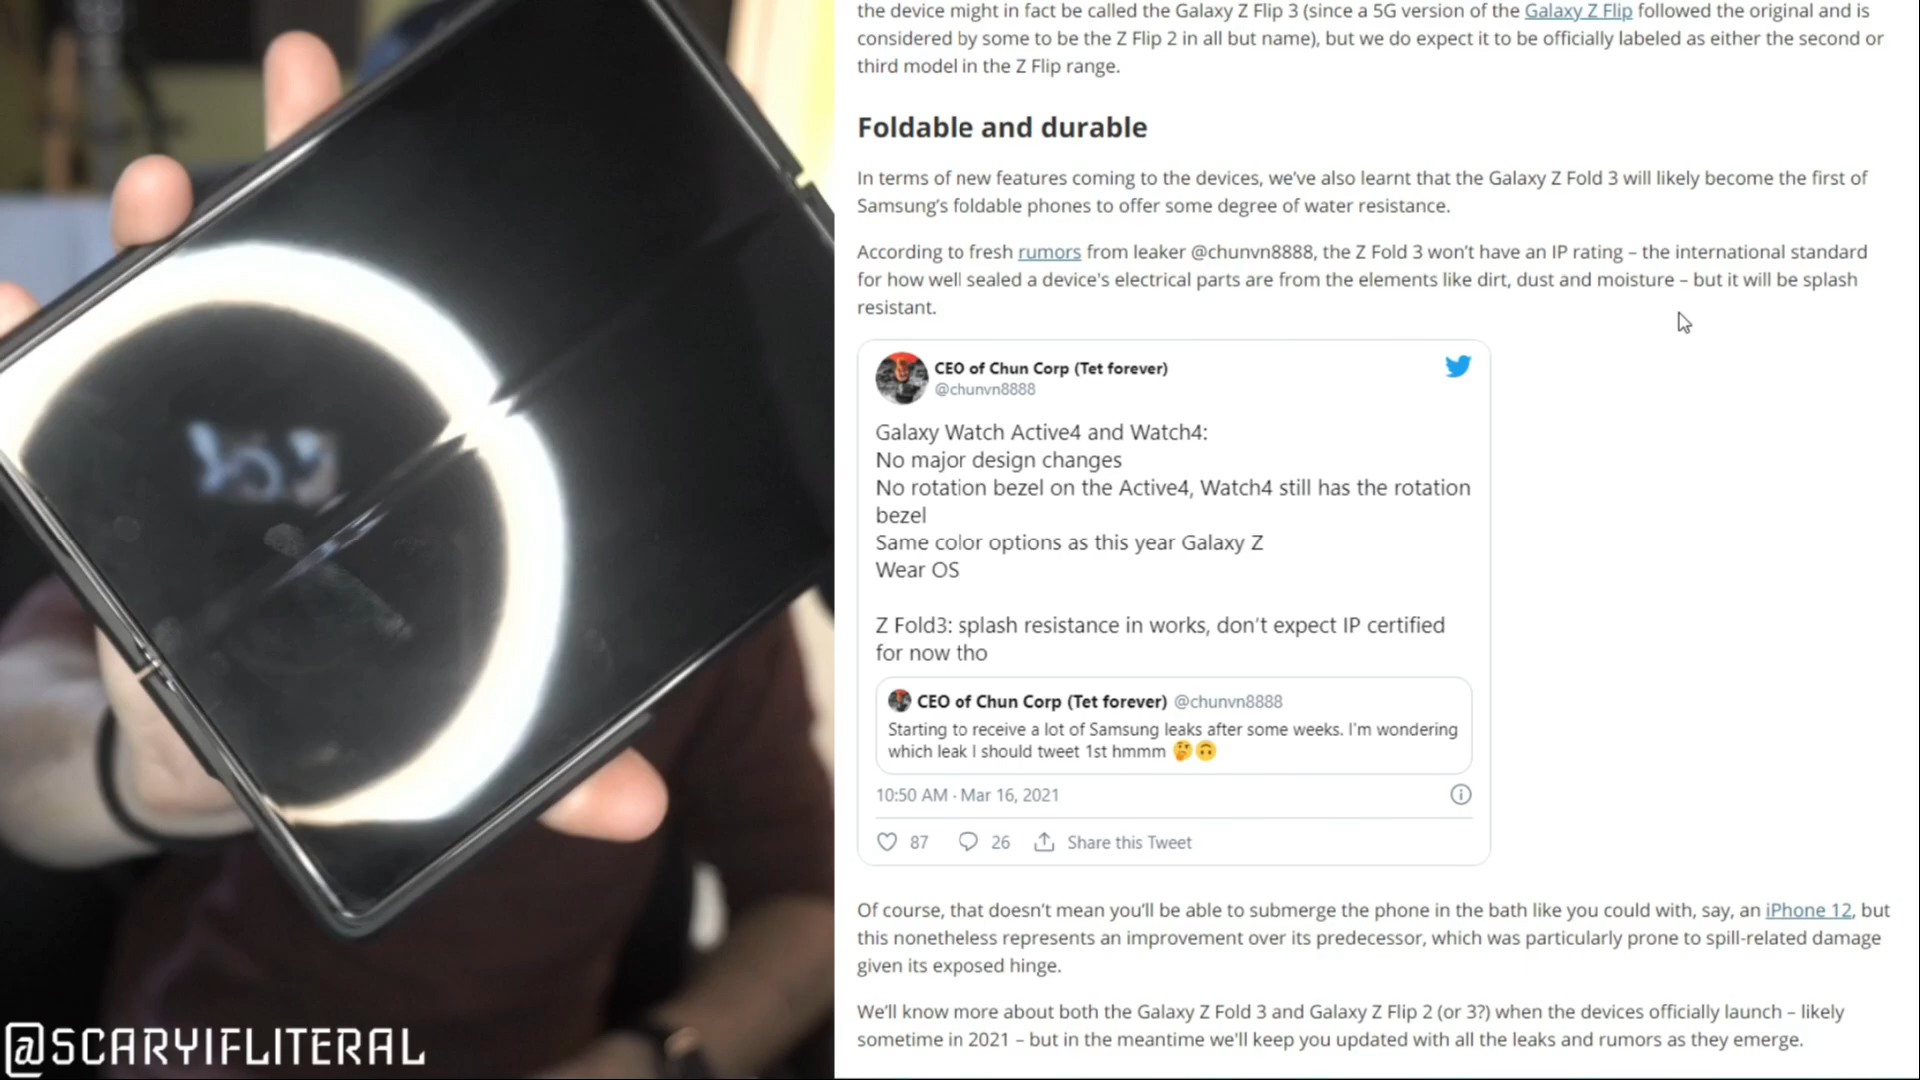 the device might in fact be called the Galaxy Z Flip 3 (since a 5G version of the Galaxy Z Flip followed the original and is
considered by some to be the Z Flip 2 in all but name), but we do expect it to be officially labeled as either the second or
third model in the Z Flip range.
Foldable and durable
In terms of new features coming to the devices, we've also learnt that the Galaxy Z Fold 3 will likely become the first of
Samsung's foldable phones to offer some degree of water resistance.
According to fresh rumors from leaker @chunvn8888, the Z Fold 3 won't have an IP rating – the international standard
for how well sealed a device's electrical parts are from the elements like dirt, dust and moisture – but it will be splash
resistant.
CEO of Chun Corp (Tet forever)
@chunvn8888
Galaxy Watch Active4 and Watch4:
No major design changes
No rotation bezel on the Active4, Watch4 still has the rotation
bezel
Same color options as this year Galaxy Z
Wear OS
Z Fold3: splash resistance in works, don't expect IP certified
for now tho
CEO of Chun Corp (Tet forever) @chunvn8888
Starting to receive a lot of Samsung leaks after some weeks. I'm wondering
which leak I should tweet 1st hmmm 🤔🙃
10:50 AM · Mar 16, 2021
87 26 Share this Tweet
Of course, that doesn't mean you'll be able to submerge the phone in the bath like you could with, say, an iPhone 12, but
this nonetheless represents an improvement over its predecessor, which was particularly prone to spill-related damage
given its exposed hinge.
We'll know more about both the Galaxy Z Fold 3 and Galaxy Z Flip 2 (or 3?) when the devices officially launch – likely
sometime in 2021 – but in the meantime we'll keep you updated with all the leaks and rumors as they emerge.
@SCARYIFLITERAL